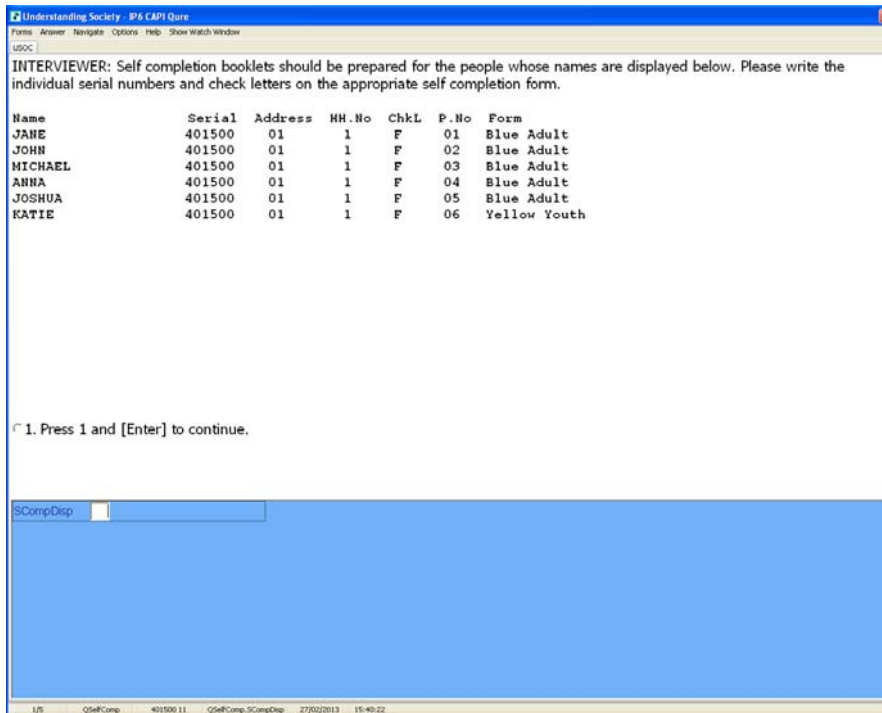 Understanding Society - IP6 CAPI Qure
Forms Answer Navigate Options Help Show Watch Window
USOC
INTERVIEWER: Self completion booklets should be prepared for the people whose names are displayed below. Please write the
individual serial numbers and check letters on the appropriate self completion form.
Name Serial Address HH.No ChkL P.No Form
JANE 401500 01 1 F 01 Blue Adult
JOHN 401500 01 1 F 02 Blue Adult
MICHAEL 401500 01 1 F 03 Blue Adult
ANNA 401500 01 1 F 04 Blue Adult
JOSHUA 401500 01 1 F 05 Blue Adult
KATIE 401500 01 1 F 06 Yellow Youth
1. Press 1 and [Enter] to continue.
SCompDisp
1/5 QSelfComp 401500 11 QSelfComp.SCompDisp 27/02/2013 15:40:22